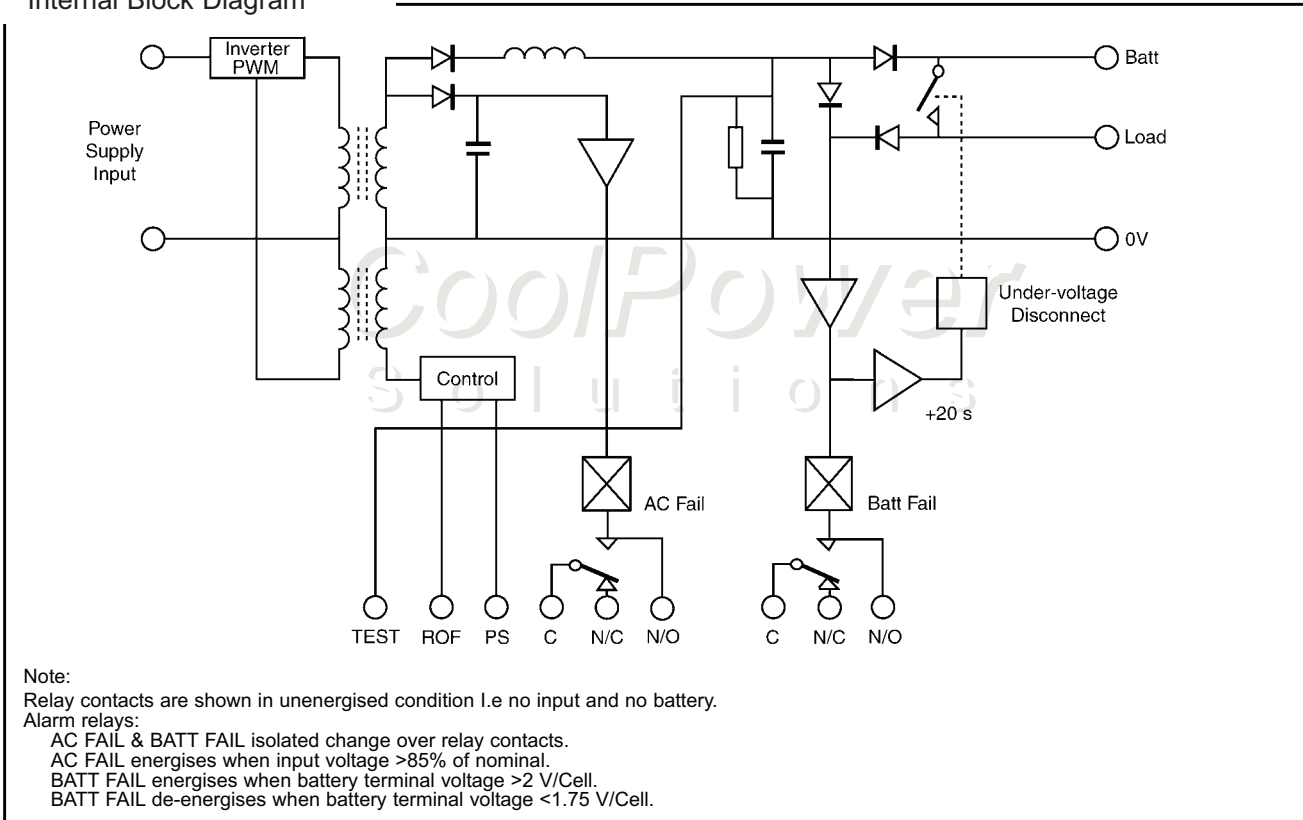 Internal Block Diagram
Inverter
PWM
Batt
Power
Supply
Input
Load
0V
CoolPower
Solutions
Under-voltage
Disconnect
Control
+20 s
AC Fail
Batt Fail
TEST ROF PS C N/C N/O C N/C N/O
Note:
Relay contacts are shown in unenergised condition I.e no input and no battery.
Alarm relays:
AC FAIL & BATT FAIL isolated change over relay contacts.
AC FAIL energises when input voltage >85% of nominal.
BATT FAIL energises when battery terminal voltage >2 V/Cell.
BATT FAIL de-energises when battery terminal voltage <1.75 V/Cell.